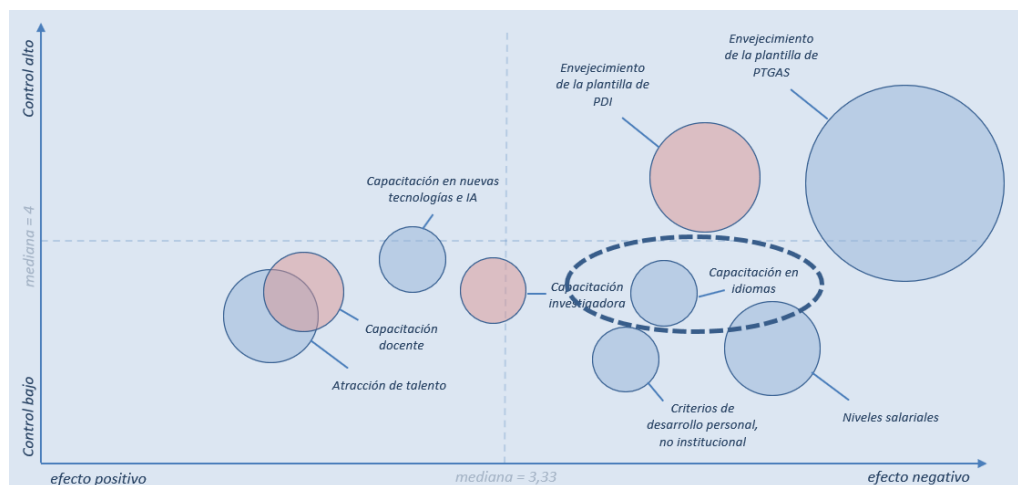 Control alto
Envejecimiento
de la plantilla de
PTGAS
Envejecimiento
de la plantilla de
PDI
Capacitación en nuevas
tecnologías e IA
mediana = 4
Capacitación
investigadora
Capacitación en
idiomas
Capacitación
docente
Atracción de talento
Criterios de
desarrollo personal,
no institucional
Niveles salariales
Control bajo
efecto positivo
mediana = 3,33
efecto negativo